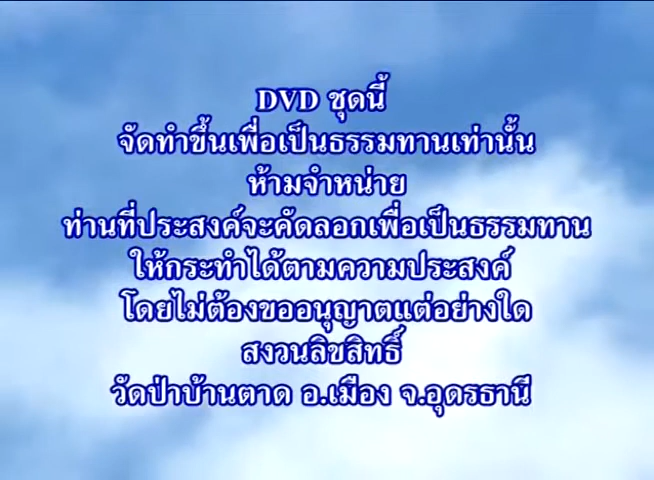 DVD ชุดนี้
จัดทำขึ้นเพื่อเป็นธรรมทานเท่านั้น
ห้ามจำหน่าย
ท่านที่ประสงค์จะคัดลอกเพื่อเป็นธรรมทาน
ให้กระทำได้ตามความประสงค์
โดยไม่ต้องขออนุญาตแต่อย่างใด
สงวนลิขสิทธิ์
วัดป่าบ้านตาด อ.เมือง จ.อุดรธานี